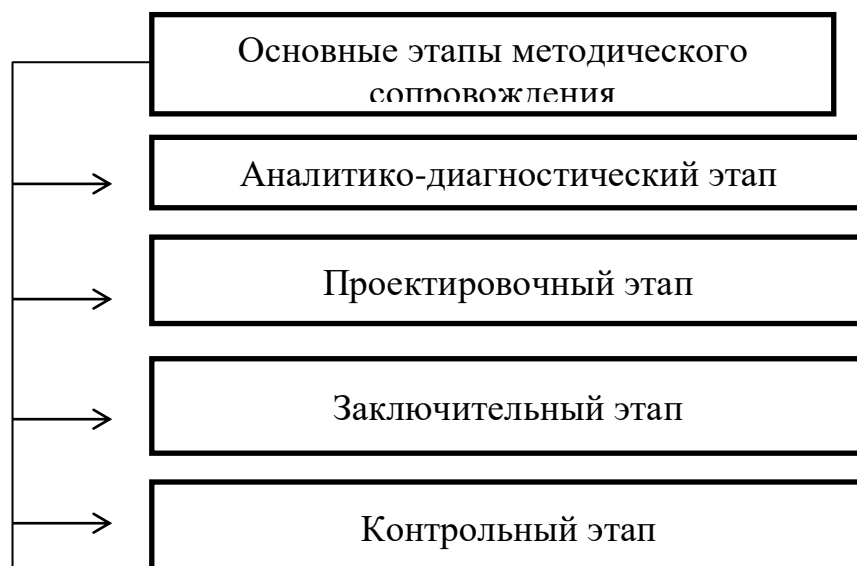 Основные этапы методического
сопровождения
Аналитико-диагностический этап
Проектировочный этап
Заключительный этап
Контрольный этап